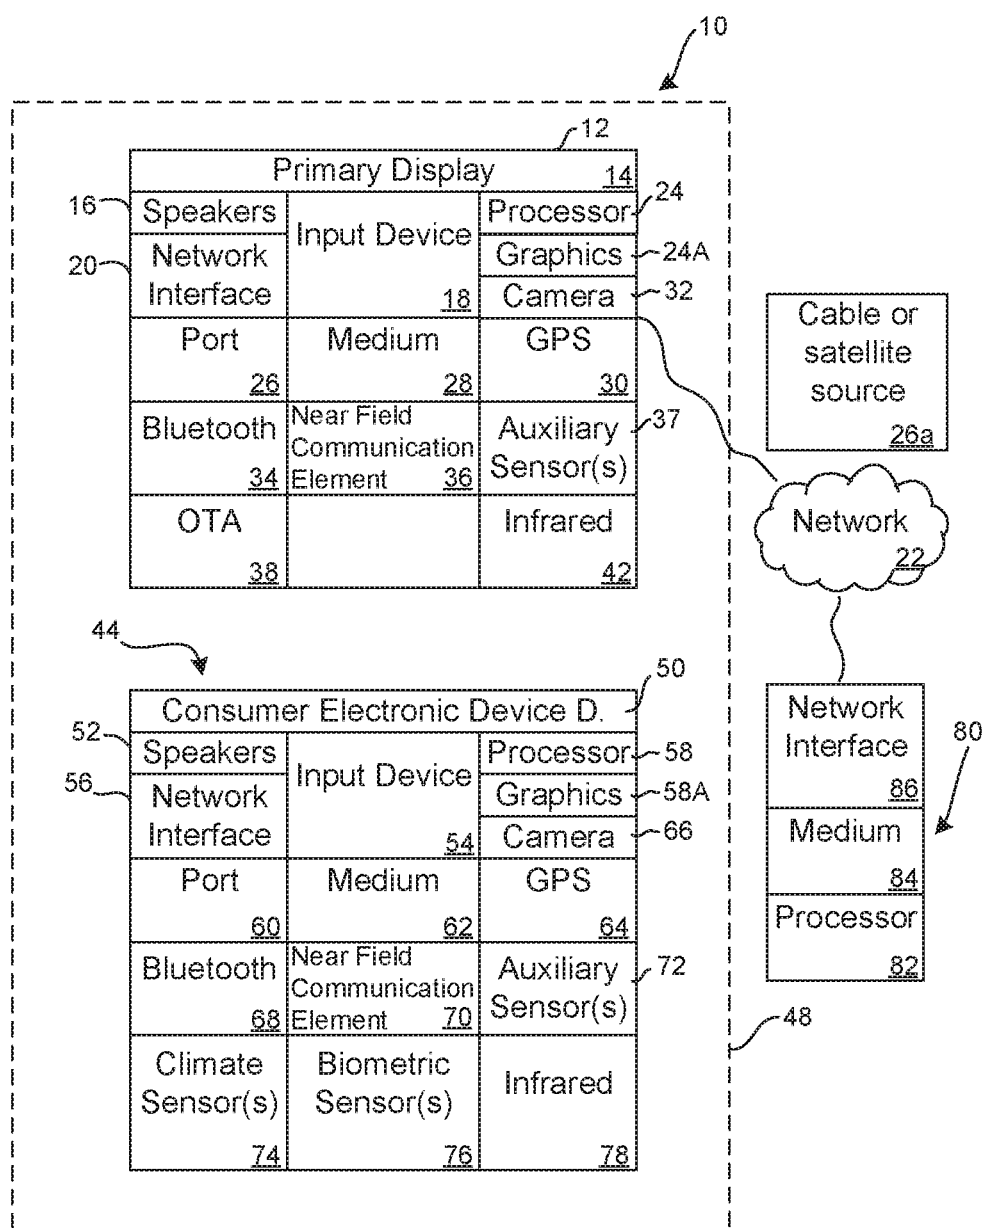 10
12
Primary Display
14
16
Speakers
Input Device
18
Processor
24
20
Network
Interface
Graphics
24A
Camera
32
Port
26
Medium
28
GPS
30
Bluetooth
34
Near Field
Communication
Element
36
Auxiliary
Sensor(s)
37
OTA
38
Infrared
42
Cable or
satellite
source
26a
Network
22
44
50
Consumer Electronic Device D.
52
Speakers
Input Device
54
Processor
58
56
Network
Interface
Graphics
58A
Camera
66
Port
60
Medium
62
GPS
64
Bluetooth
68
Near Field
Communication
Element
70
Auxiliary
Sensor(s)
72
Climate
Sensor(s)
74
Biometric
Sensor(s)
76
Infrared
78
Network
Interface
86
80
Medium
84
Processor
82
48